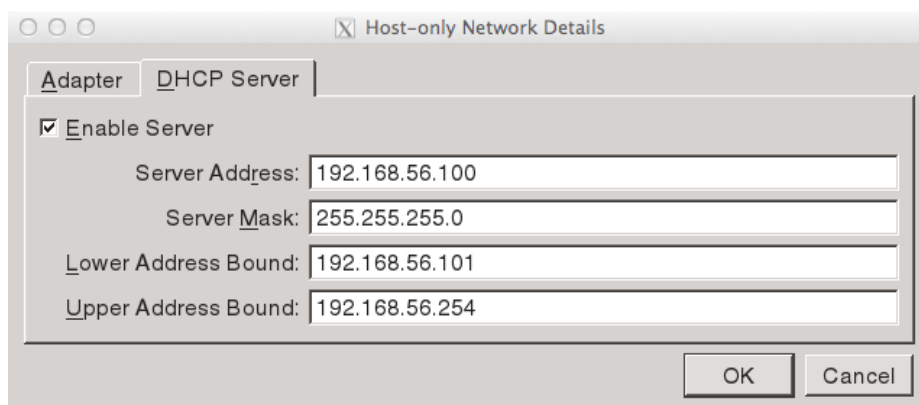 Host-only Network Details
Adapter DHCP Server
Enable Server
Server Address: 192.168.56.100
Server Mask: 255.255.255.0
Lower Address Bound: 192.168.56.101
Upper Address Bound: 192.168.56.254
OK Cancel